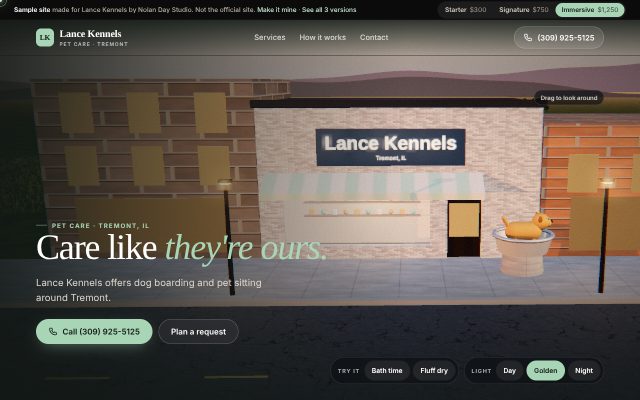 Sample site made for Lance Kennels by Nolan Day Studio. Not the official site. Make it mine · See all 3 versions
Starter $300 Signature $750 Immersive $1,250
LK Lance Kennels
PET CARE · TREMONT
Services How it works Contact
(309) 925-5125
Drag to look around
Lance Kennels
Tremont, IL
PET CARE · TREMONT, IL
Care like they're ours.
Lance Kennels offers dog boarding and pet sitting
around Tremont.
Call (309) 925-5125 Plan a request
TRY IT Bath time Fluff dry LIGHT Day Golden Night